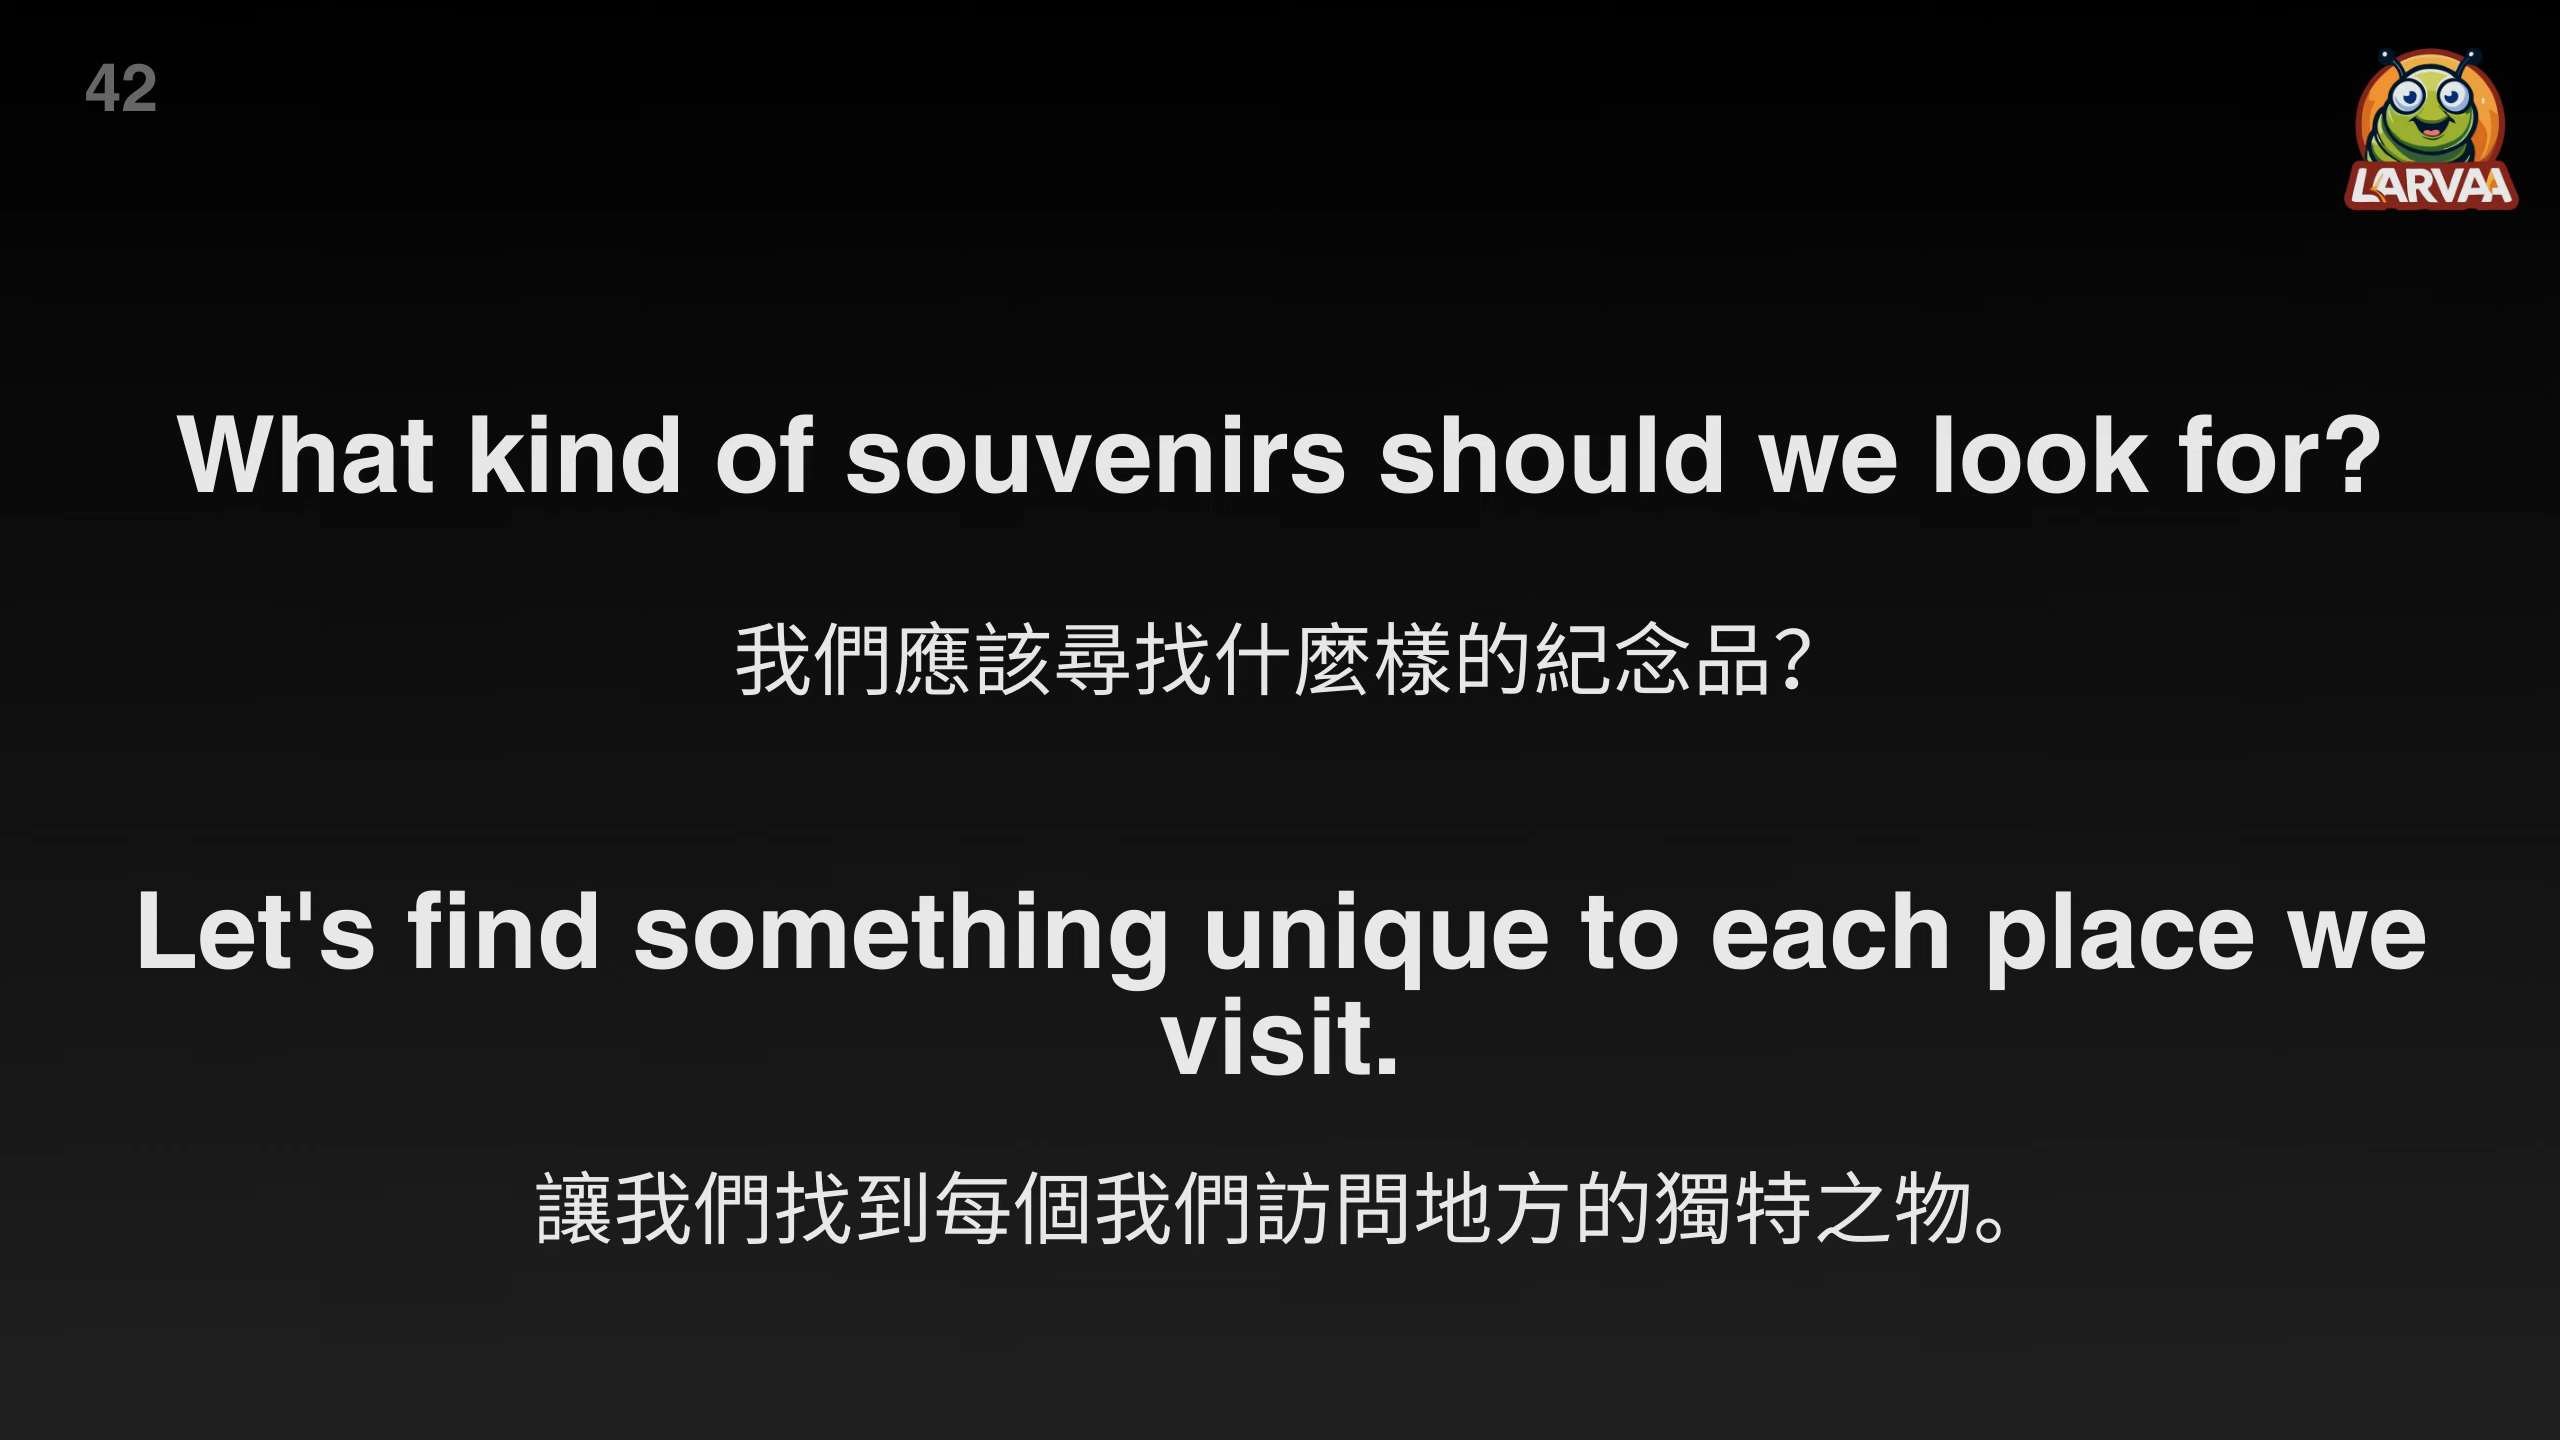 42
LARVAA
What kind of souvenirs should we look for?
我們應該尋找什麼樣的紀念品?
Let's find something unique to each place we
visit.
讓我們找到每個我們訪問地方的獨特之物。